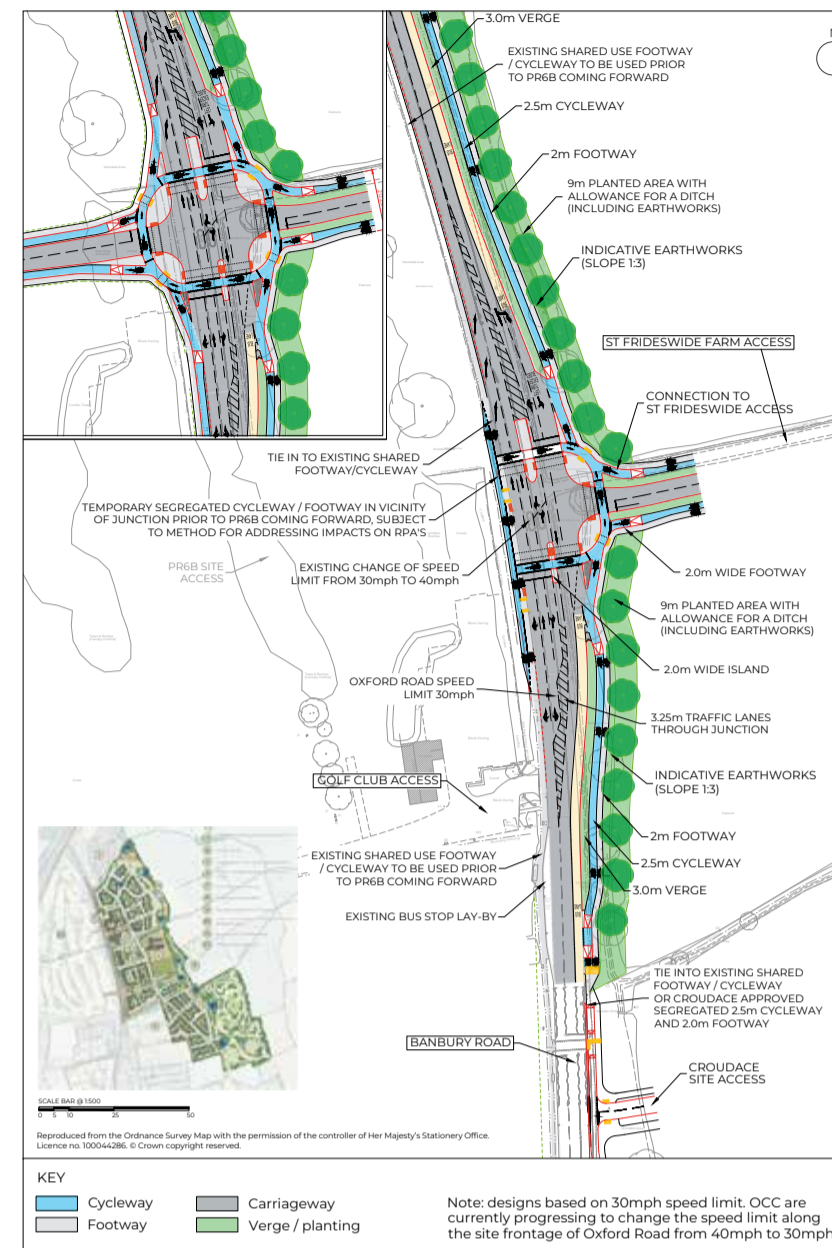 3.0m VERGE
EXISTING SHARED USE FOOTWAY
/ CYCLEWAY TO BE USED PRIOR
TO PR6B COMING FORWARD
2.5m CYCLEWAY
2m FOOTWAY
9m PLANTED AREA WITH
ALLOWANCE FOR A DITCH
(INCLUDING EARTHWORKS)
INDICATIVE EARTHWORKS
(SLOPE 1:3)
ST FRIDESWIDE FARM ACCESS
CONNECTION TO
ST FRIDESWIDE ACCESS
TIE IN TO EXISTING SHARED
FOOTWAY/CYCLEWAY
TEMPORARY SEGREGATED CYCLEWAY / FOOTWAY IN VICINITY
OF JUNCTION PRIOR TO PR6B COMING FORWARD, SUBJECT
TO METHOD FOR ADDRESSING IMPACTS ON RPA'S
PR6B SITE
ACCESS
EXISTING CHANGE OF SPEED
LIMIT FROM 30mph TO 40mph
2.0m WIDE FOOTWAY
9m PLANTED AREA WITH
ALLOWANCE FOR A DITCH
(INCLUDING EARTHWORKS)
2.0m WIDE ISLAND
OXFORD ROAD SPEED
LIMIT 30mph
3.25m TRAFFIC LANES
THROUGH JUNCTION
GOLF CLUB ACCESS
INDICATIVE EARTHWORKS
(SLOPE 1:3)
2m FOOTWAY
2.5m CYCLEWAY
3.0m VERGE
EXISTING SHARED USE FOOTWAY
/ CYCLEWAY TO BE USED PRIOR
TO PR6B COMING FORWARD
EXISTING BUS STOP LAY-BY
TIE INTO EXISTING SHARED
FOOTWAY / CYCLEWAY
OR CROUDACE APPROVED
SEGREGATED 2.5m CYCLEWAY
AND 2.0m FOOTWAY
BANBURY ROAD
CROUDACE
SITE ACCESS
SCALE BAR @ 1:500
0 5 10 25 50
Reproduced from the Ordnance Survey Map with the permission of the controller of Her Majesty's Stationery Office.
Licence no. 100044286. © Crown copyright reserved.
KEY
Cycleway
Carriageway
Footway
Verge / planting
Note: designs based on 30mph speed limit. OCC are
currently progressing to change the speed limit along
the site frontage of Oxford Road from 40mph to 30mph